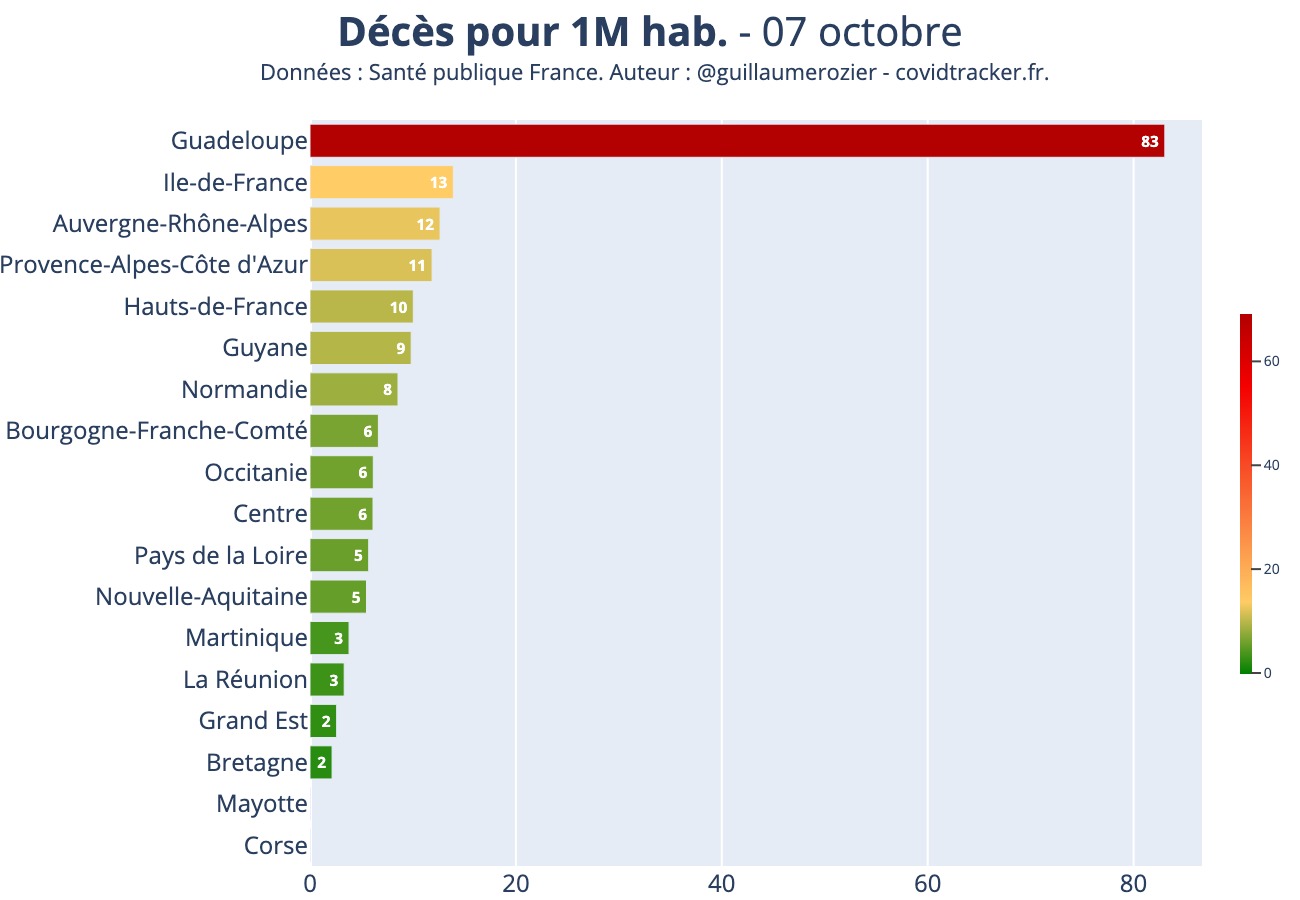 Décès pour 1M hab. - 07 octobre
Données : Santé publique France. Auteur : @guillaumerozier - covidtracker.fr.
Guadeloupe 83
Ile-de-France 13
Auvergne-Rhône-Alpes 12
Provence-Alpes-Côte d'Azur 11
Hauts-de-France 10
Guyane 9
Normandie 8
Bourgogne-Franche-Comté 6
Occitanie 6
Centre 6
Pays de la Loire 5
Nouvelle-Aquitaine 5
Martinique 3
La Réunion 3
Grand Est 2
Bretagne 2
Mayotte
Corse
0 20 40 60 80
60
40
20
0